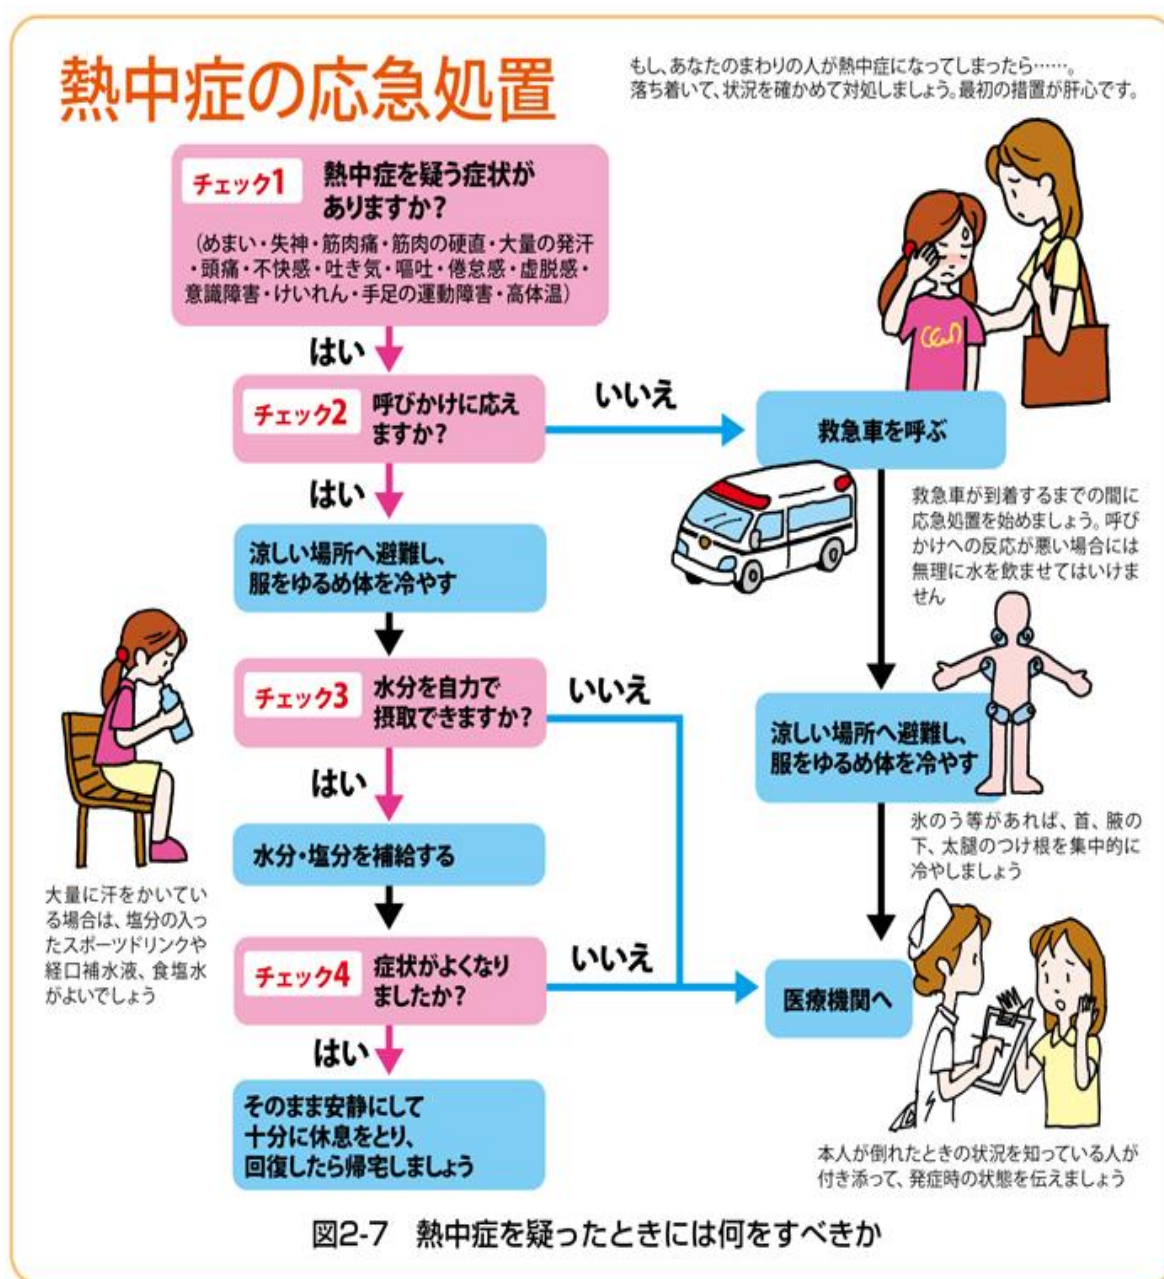 熱中症の応急処置
もし、あなたのまわりの人が熱中症になってしまったら……。
落ち着いて、状況を確かめて対処しましょう。最初の措置が肝心です。
チェック1
熱中症を疑う症状が
ありますか?
(めまい・失神・筋肉痛・筋肉の硬直・大量の発汗
・頭痛・不快感・吐き気・嘔吐・倦怠感・虚脱感・
意識障害・けいれん・手足の運動障害・高体温)
はい
チェック2
呼びかけに応え
ますか?
いいえ
救急車を呼ぶ
はい
救急車が到着するまでの間に
応急処置を始めましょう。呼び
かけへの反応が悪い場合には
無理に水を飲ませてはいけま
せん
涼しい場所へ避難し、
服をゆるめ体を冷やす
チェック3
水分を自力で
摂取できますか?
いいえ
涼しい場所へ避難し、
服をゆるめ体を冷やす
はい
氷のう等があれば、首、腋の
下、太腿のつけ根を集中的に
冷やしましょう
水分・塩分を補給する
大量に汗をかいてい
る場合は、塩分の入っ
たスポーツドリンクや
経口補水液、食塩水
がよいでしょう
チェック4
症状がよくなり
ましたか?
いいえ
医療機関へ
はい
そのまま安静にして
十分に休息をとり、
回復したら帰宅しましょう
本人が倒れたときの状況を知っている人が
付き添って、発症時の状態を伝えましょう
図2-7 熱中症を疑ったときには何をすべきか